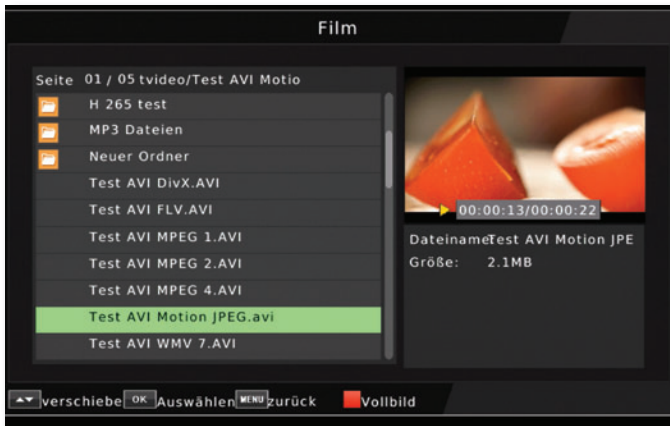 Film
Seite 01 / 05 tvideo/Test AVI Motio
H 265 test
MP3 Dateien
Neuer Ordner
Test AVI DivX.AVI
Test AVI FLV.AVI
Test AVI MPEG 1.AVI
Test AVI MPEG 2.AVI
Test AVI MPEG 4.AVI
Test AVI Motion JPEG.avi
Test AVI WMV 7.AVI
00:00:13/00:00:22
DateinameTest AVI Motion JPE
Größe: 2.1MB
verschiebe OK Auswählen MENU zurück Vollbild